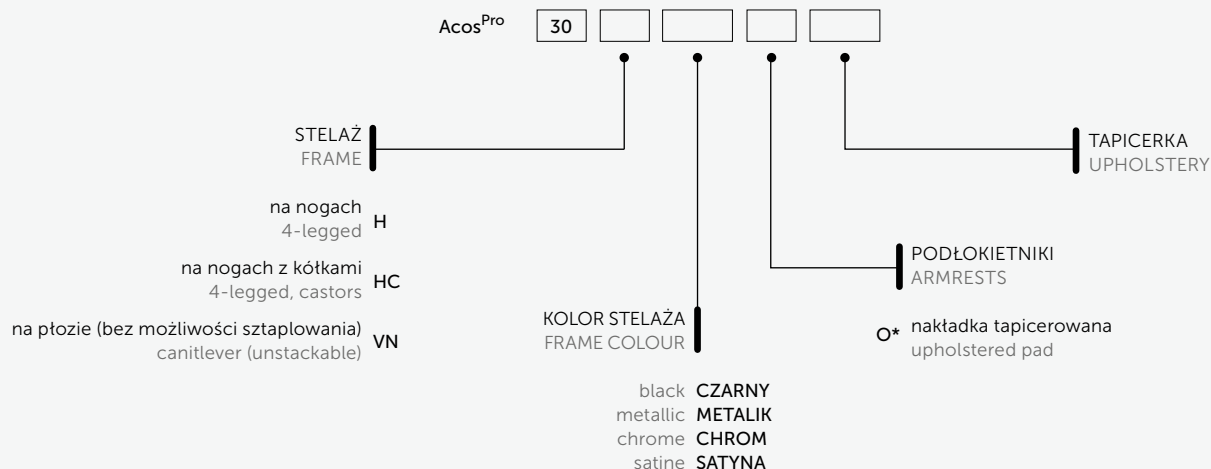 Acos^Pro 30
STELAŻ
FRAME
na nogach
4-legged
H
na nogach z kółkami
4-legged, castors
HC
na płozie (bez możliwości sztaplowania)
canitlever (unstackable)
VN
KOLOR STELAŻA
FRAME COLOUR
black CZARNY
metallic METALIK
chrome CHROM
satine SATYNA
PODŁOKIETNIKI
ARMRESTS
O* nakładka tapicerowana
upholstered pad
TAPICERKA
UPHOLSTERY